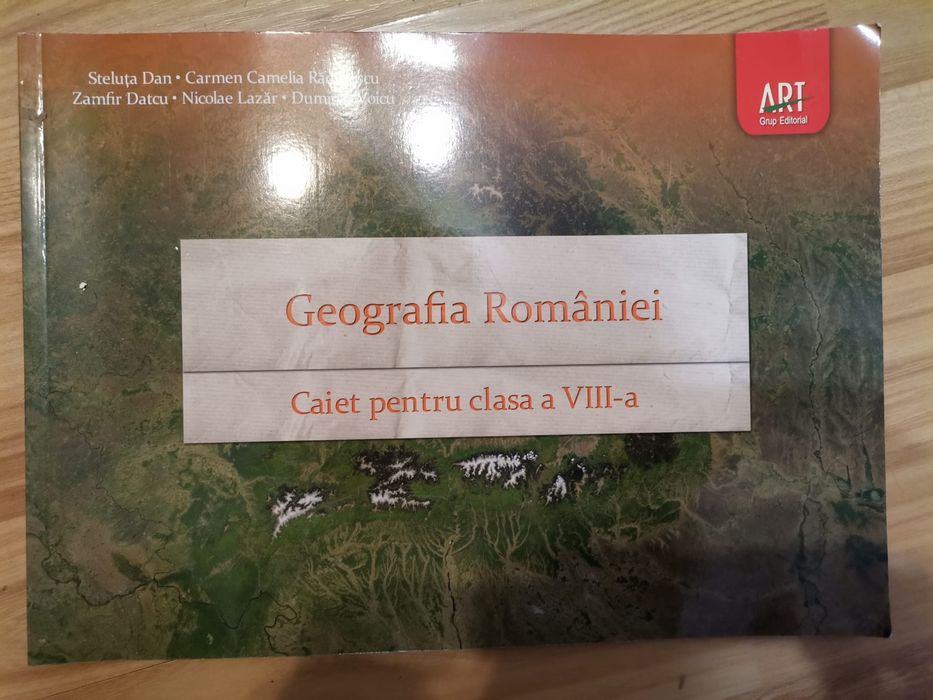 Steluța Dan • Carmen Camelia
Zamfir Datcu • Nicolae Lazăr •
ART
Grup Editorial
Geografia României
Caiet pentru clasa a VIII-a